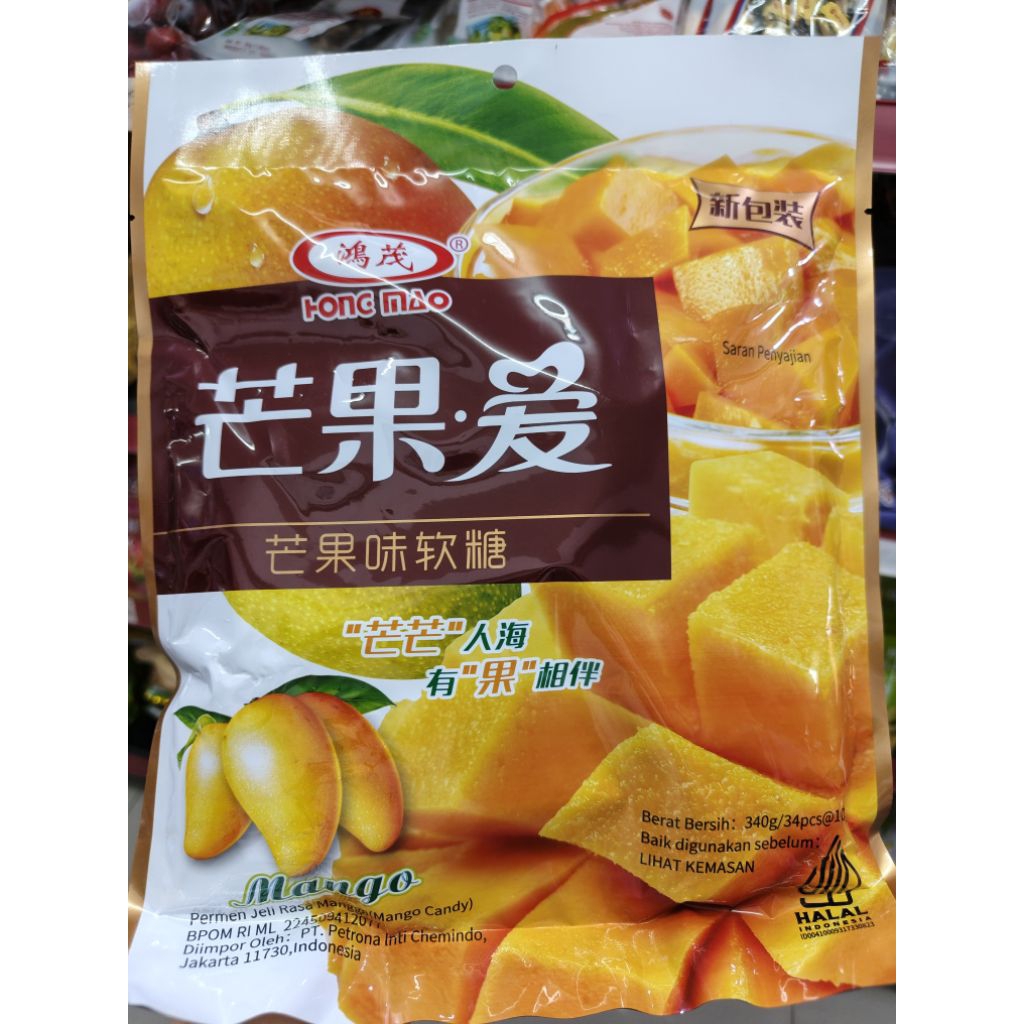 新包装
鸿茂®
HONG MAO
Saran Penyajian
芒果·爱
芒果味软糖
"芒芒"人海
有"果"相伴
Berat Bersih: 340g/34pcs@10
Baik digunakan sebelum:
LIHAT KEMASAN
Mango
Permen Jeli Rasa Mangga(Mango Candy)
BPOM RI ML
Diimpor Oleh: PT. Petrona Inti Chemindo,
Jakarta 11730,Indonesia
HALAL
INDONESIA
ID00410009317330823